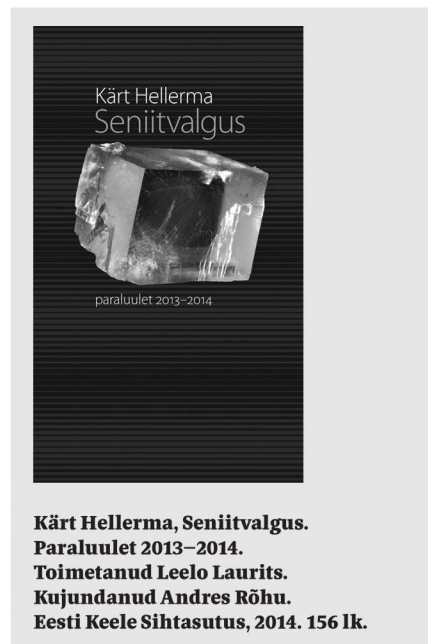 Kärt Hellerma
Seniitvalgus
paraluulet 2013–2014
Kärt Hellerma, Seniitvalgus.
Paraluulet 2013–2014.
Toimetanud Leelo Laurits.
Kujundanud Andres Rõhu.
Eesti Keele Sihtasutus, 2014. 156 lk.